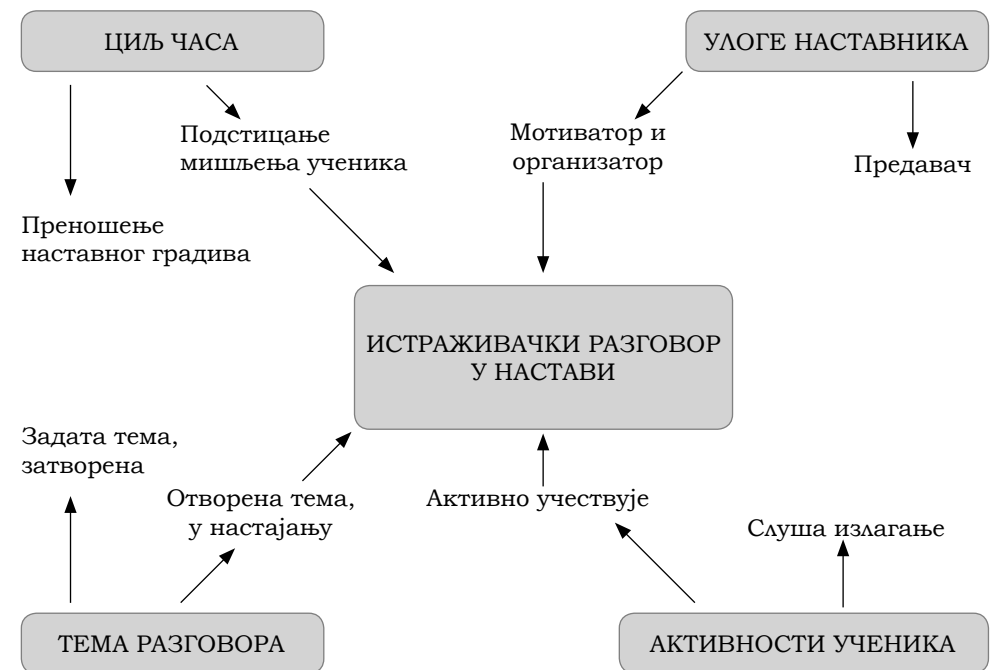 ЦИЉ ЧАСА
УЛОГЕ НАСТАВНИКА
Подстицање
мишљења ученика
Мотиватор и
организатор
Предавач
Преношење
наставног градива
ИСТРАЖИВАЧКИ РАЗГОВОР
У НАСТАВИ
Задата тема,
затворена
Отворена тема,
у настајању
Активно учествује
Слуша излагање
ТЕМА РАЗГОВОРА
АКТИВНОСТИ УЧЕНИКА